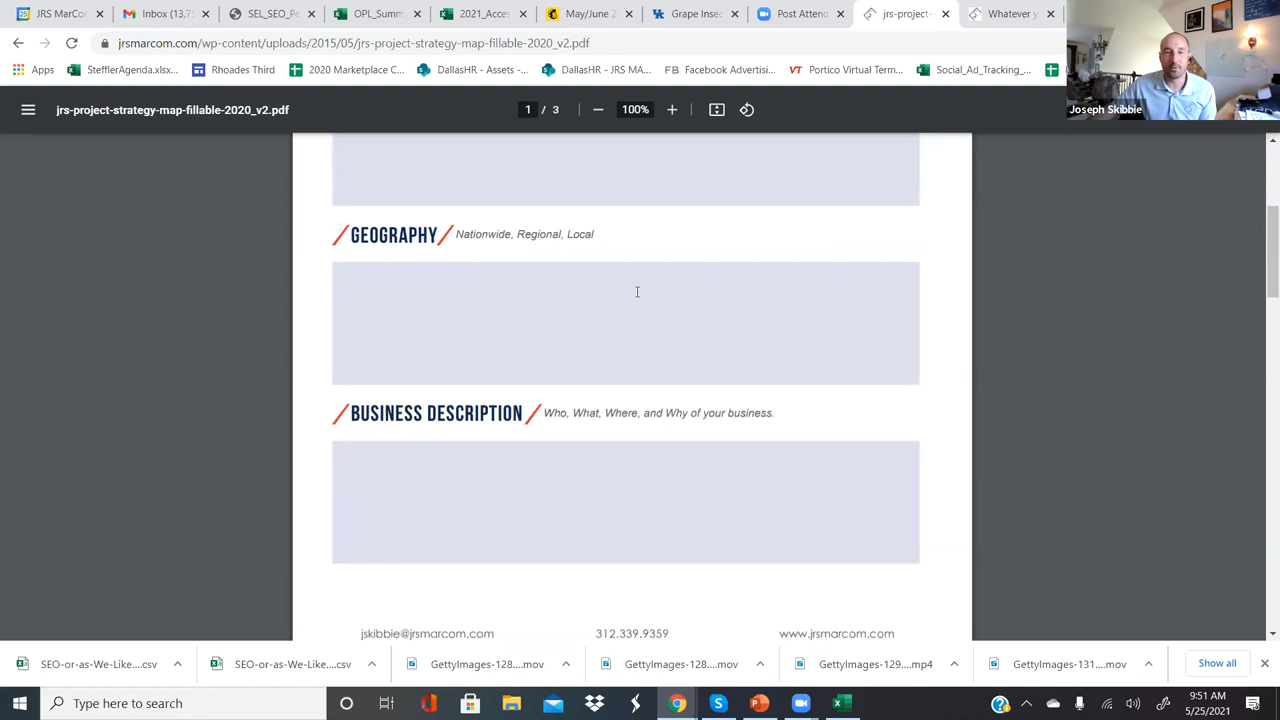 JRS MarCo
Inbox (13,7
SEL_SEO_Pe
OPL_Summ
2021_Acces
May/June 2
Grape Inse
Post Attend
jrs-project-
Whatever y
jrsmarcom.com/wp-content/uploads/2015/05/jrs-project-strategy-map-fillable-2020_v2.pdf
Apps
StefflerAgenda.xlsx...
Rhoades Third
2020 Marketplace C...
DallasHR - Assets -...
DallasHR - JRS MA...
FB Facebook Advertisi...
VT Portico Virtual Term...
Social_Ad_Tracking_...
jrs-project-strategy-map-fillable-2020_v2.pdf
1 / 3
100%
Joseph Skibbie
GEOGRAPHY Nationwide, Regional, Local
BUSINESS DESCRIPTION Who, What, Where, and Why of your business.
jskibbie@jrsmarcom.com
312.339.9359
www.jrsmarcom.com
SEO-or-as-We-Like....csv
SEO-or-as-We-Like....csv
GettyImages-128....mov
GettyImages-128....mov
GettyImages-129....mp4
GettyImages-131....mov
Show all
Type here to search
9:51 AM
5/25/2021